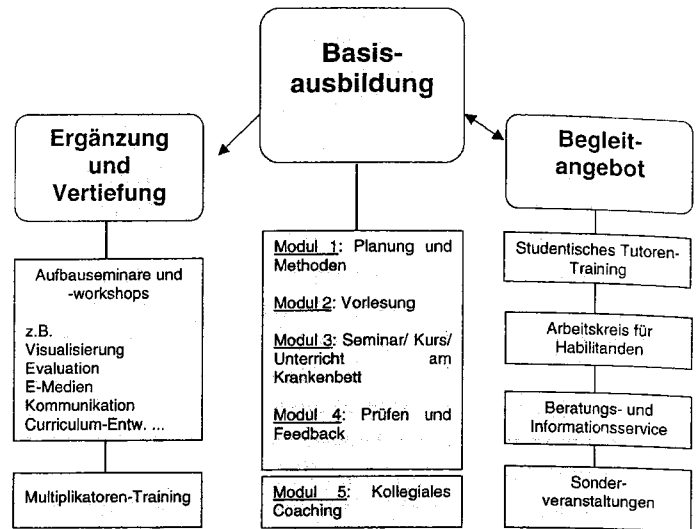 Basis-
ausbildung
Ergänzung
und
Vertiefung
Begleit-
angebot
Aufbauseminare und
-workshops
z.B.
Visualisierung
Evaluation
E-Medien
Kommunikation
Curriculum-Entw. ...
Multiplikatoren-Training
Modul 1: Planung und
Methoden
Modul 2: Vorlesung
Modul 3: Seminar/ Kurs/
Unterricht am
Krankenbett
Modul 4: Prüfen und
Feedback
Modul 5: Kollegiales
Coaching
Studentisches Tutoren-
Training
Arbeitskreis für
Habilitanden
Beratungs- und
Informationsservice
Sonder-
veranstaltungen